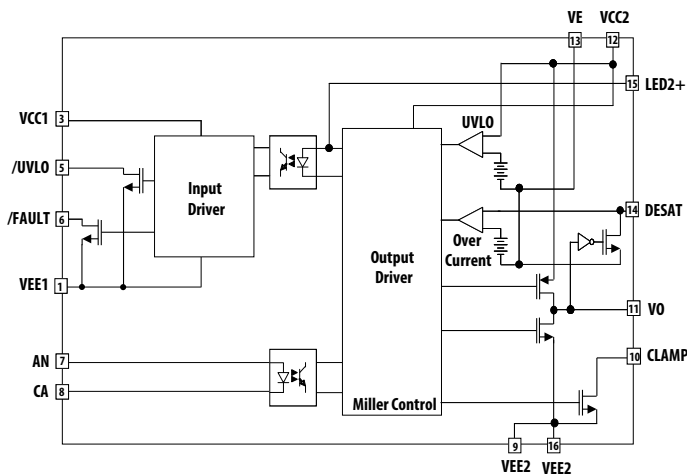 VE VCC2
13 12
15 LED2+
VCC1
3
UVLO
/UVLO
5
Input
Driver
/FAULT
6
14 DESAT
Over
Current
Output
Driver
VEE1
1
11 VO
AN
7
10 CLAMP
CA
8
Miller Control
9 16
VEE2 VEE2